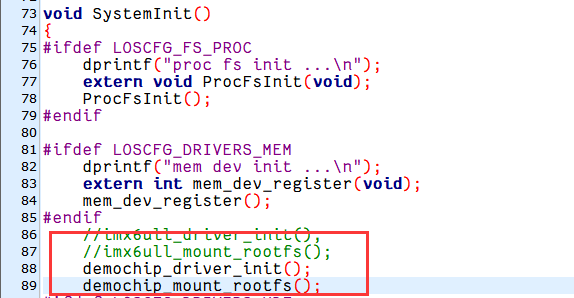 73 void SystemInit()
74 {
75 #ifdef LOSCFG_FS_PROC
76 dprintf("proc fs init ...\n");
77 extern void ProcFsInit(void);
78 ProcFsInit();
79 #endif
80
81 #ifdef LOSCFG_DRIVERS_MEM
82 dprintf("mem dev init ...\n");
83 extern int mem_dev_register(void);
84 mem_dev_register();
85 #endif
86 //imx6ull_driver_init();
87 //imx6ull_mount_rootfs();
88 demochip_driver_init();
89 demochip_mount_rootfs();